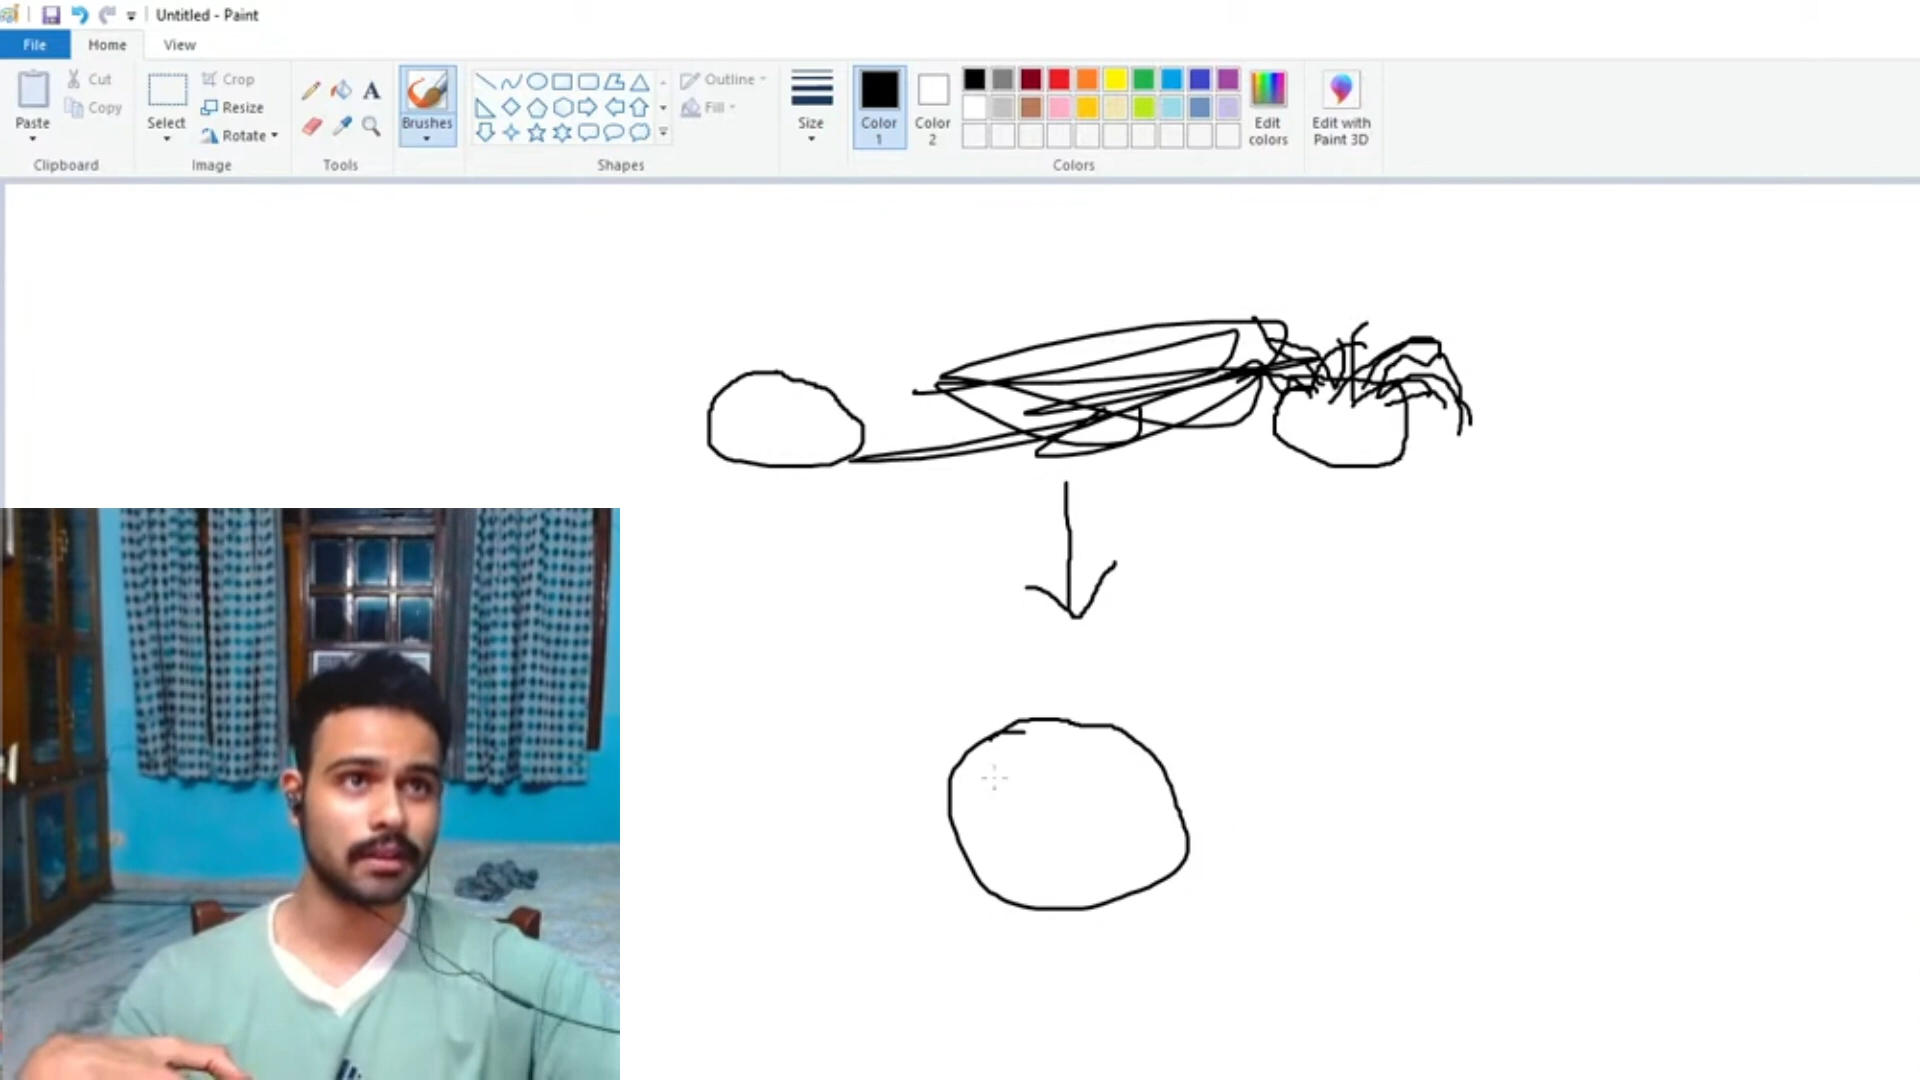 Untitled - Paint
File Home View
Cut Crop Outline
Copy Resize Fill
Paste Select Rotate A Brushes Size Color 1 Color 2 Edit colors Edit with Paint 3D
Clipboard Image Tools Shapes Colors